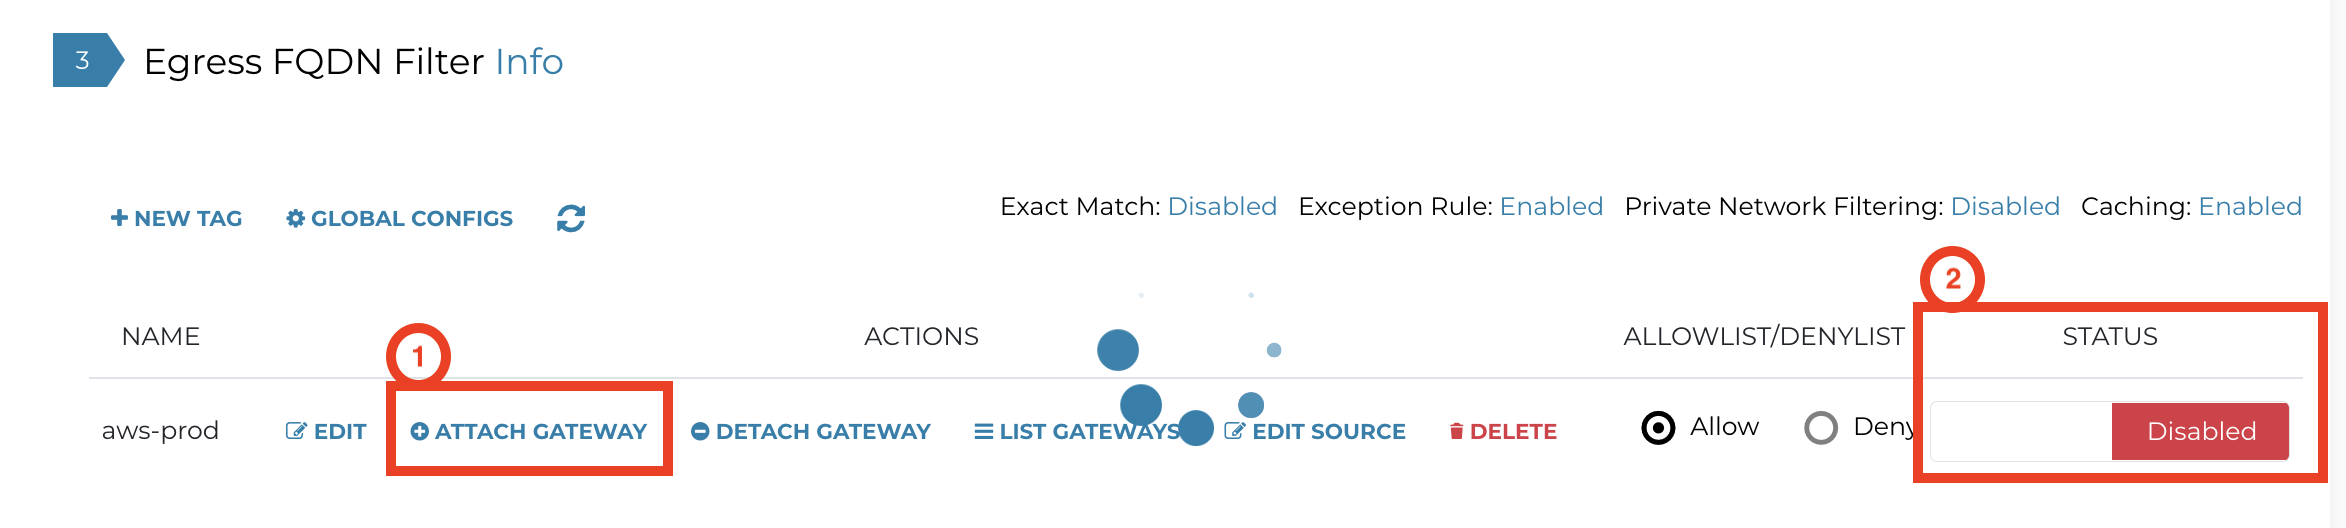 3 Egress FQDN Filter Info
NEW TAG GLOBAL CONFIGS Exact Match: Disabled Exception Rule: Enabled Private Network Filtering: Disabled Caching: Enabled
2
NAME ACTIONS ALLOWLIST/DENYLIST STATUS
1
aws-prod EDIT ATTACH GATEWAY DETACH GATEWAY LIST GATEWAYS EDIT SOURCE DELETE Allow Deny Disabled